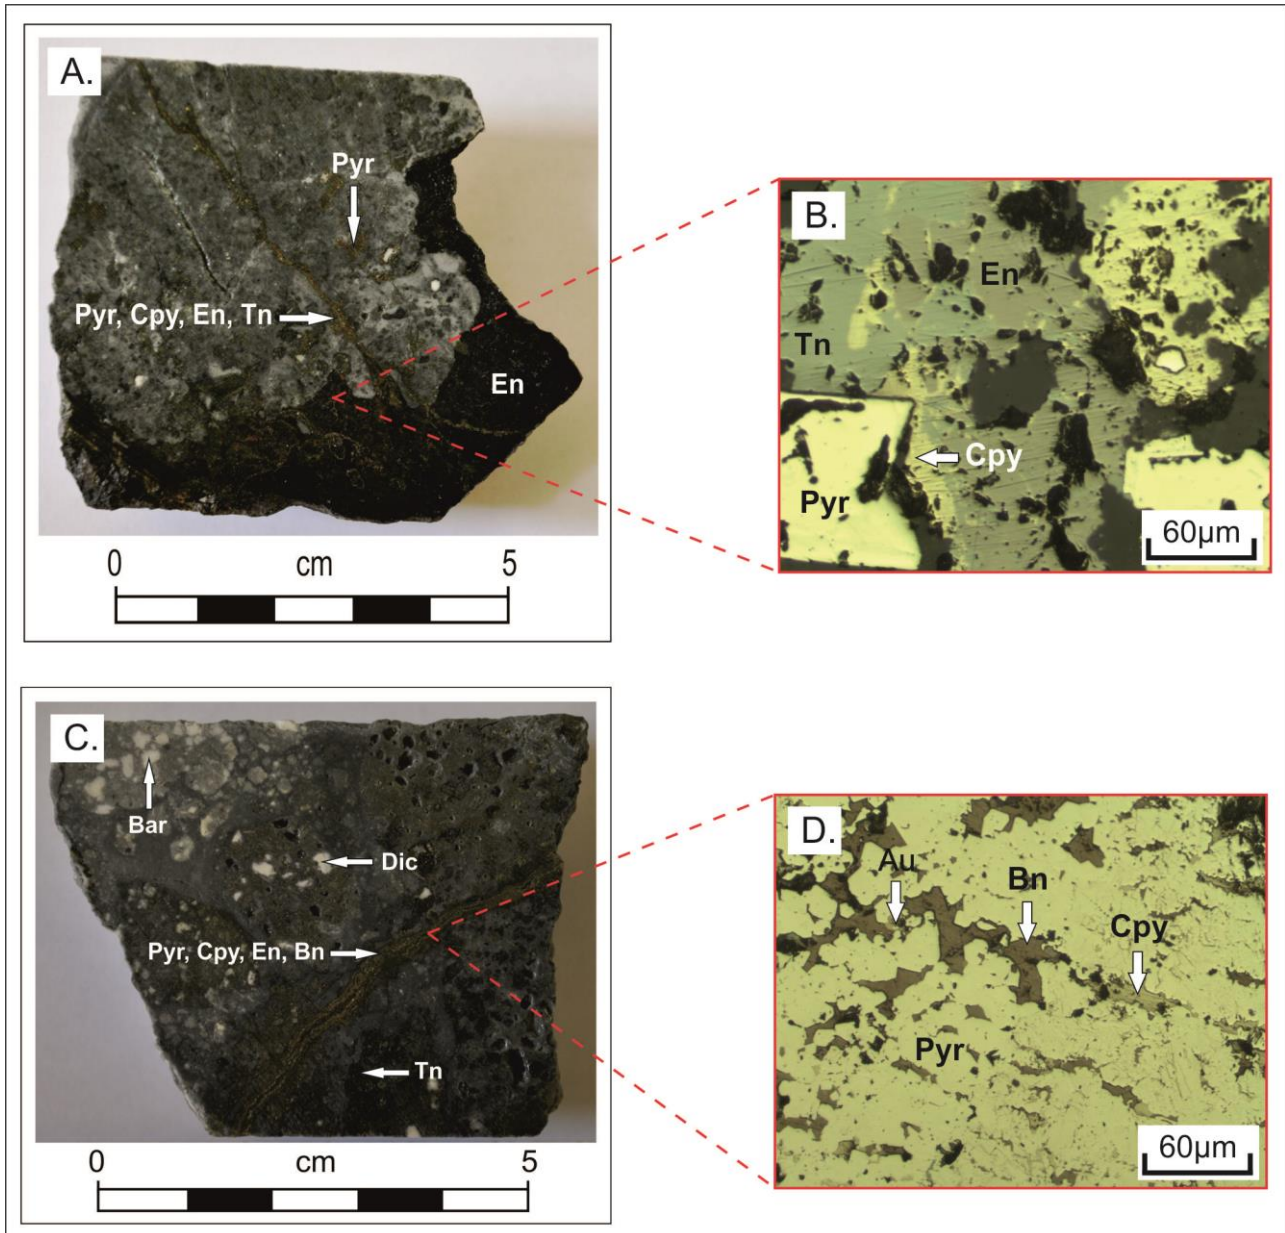 A.
Pyr
Pyr, Cpy, En, Tn
En
0 cm 5
B.
En
Tn
Cpy
Pyr
60µm
C.
Bar
Dic
Pyr, Cpy, En, Bn
Tn
0 cm 5
D.
Au
Bn
Cpy
Pyr
60µm